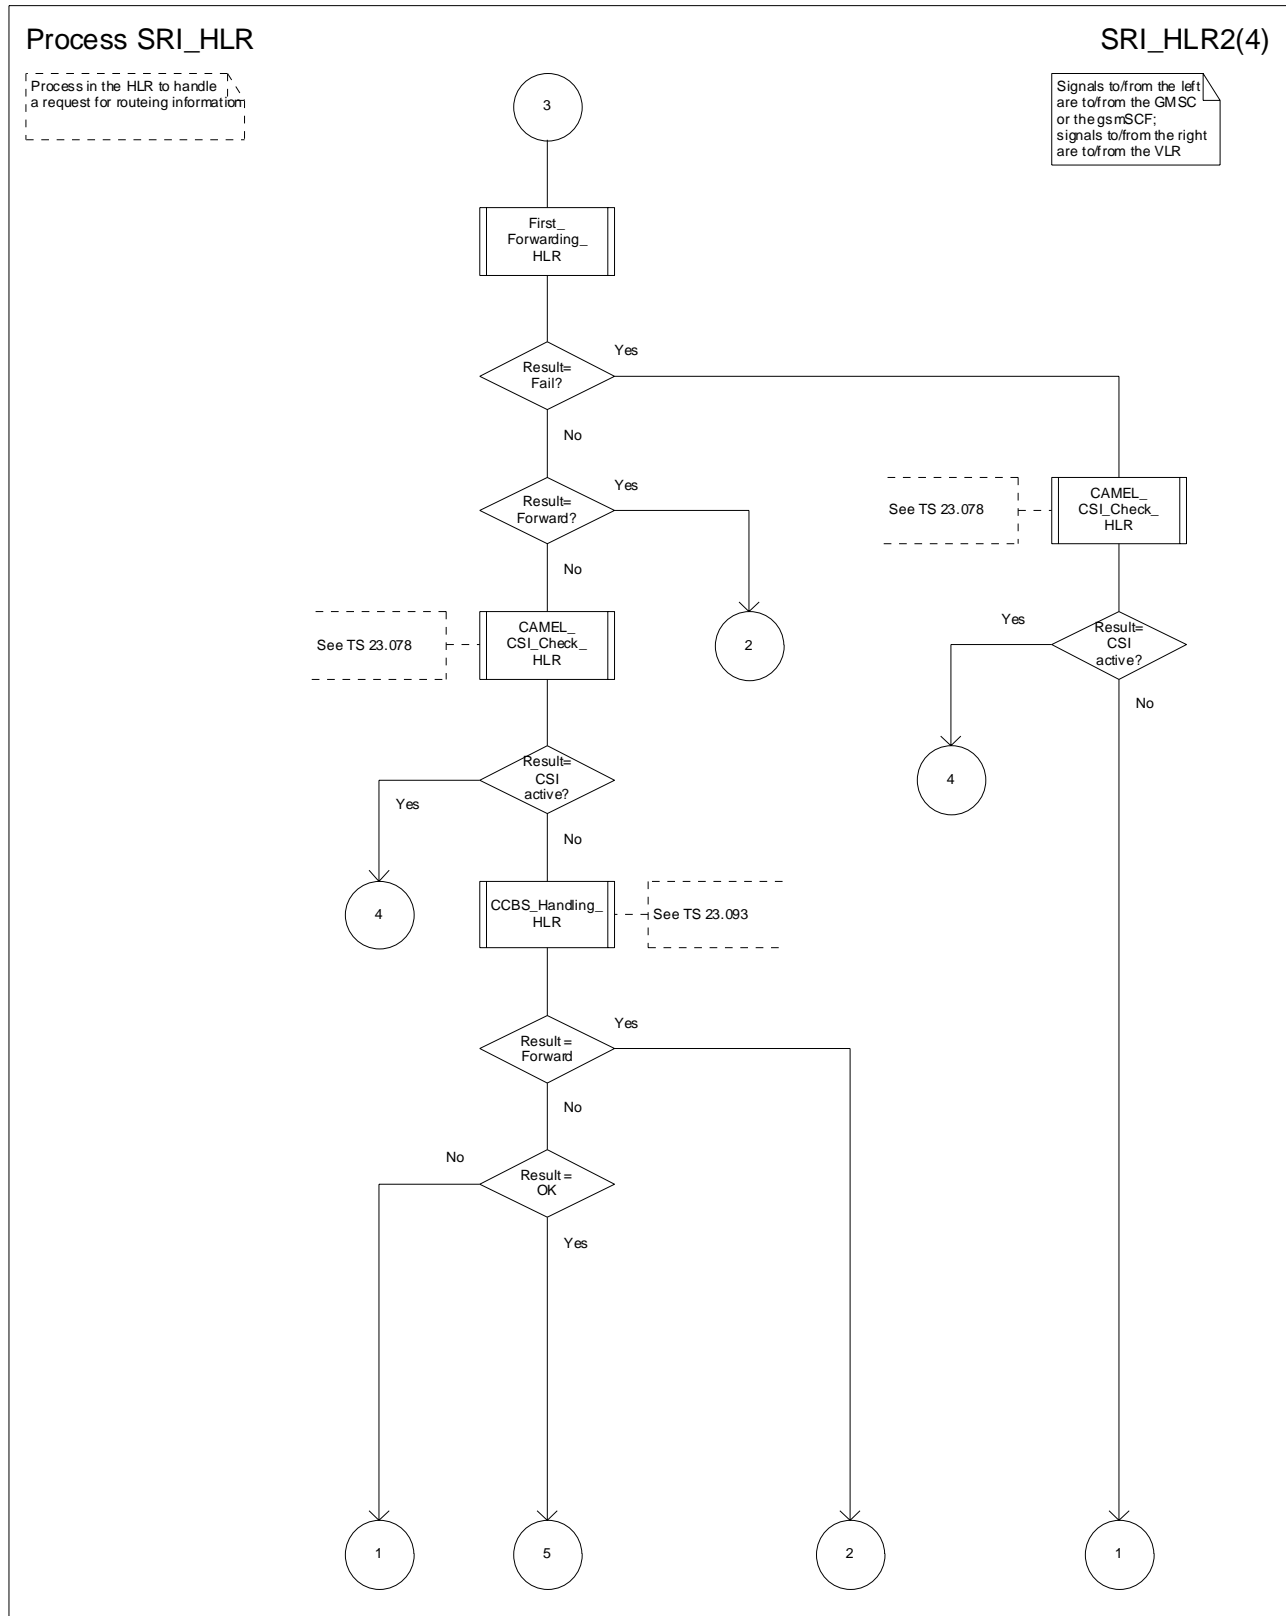 Process SRI_HLR
SRI_HLR2(4)
Process in the HLR to handle
a request for routeing information
Signals to/from the left
are to/from the GMSC
or the gsmSCF;
signals to/from the right
are to/from the VLR
3
First_
Forwarding_
HLR
Result=
Fail?
Yes
No
Result=
Forward?
Yes
No
See TS 23.078
CAMEL_
CSI_Check_
HLR
See TS 23.078
CAMEL_
CSI_Check_
HLR
2
Yes
Result=
CSI
active?
No
4
Result=
CSI
active?
Yes
No
4
CCBS_Handling_
HLR
See TS 23.093
Result=
Forward
Yes
No
No
Result=
OK
Yes
1
5
2
1